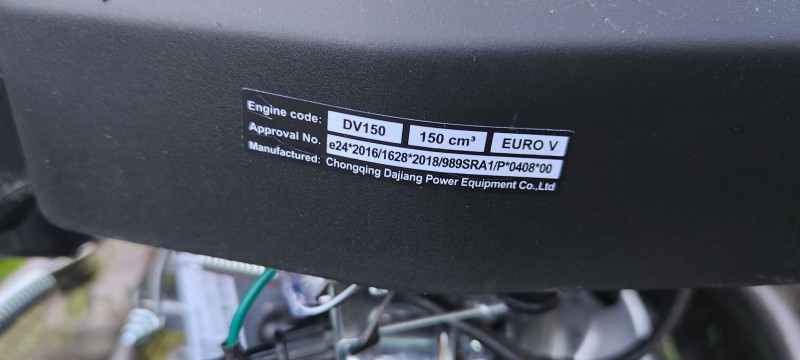 Engine code: DV150 150 cm³ EURO V
Approval No. e24*2016/1628*2018/989SRA1/P*0408*00
Manufactured: Chongqing Dajiang Power Equipment Co.,Ltd